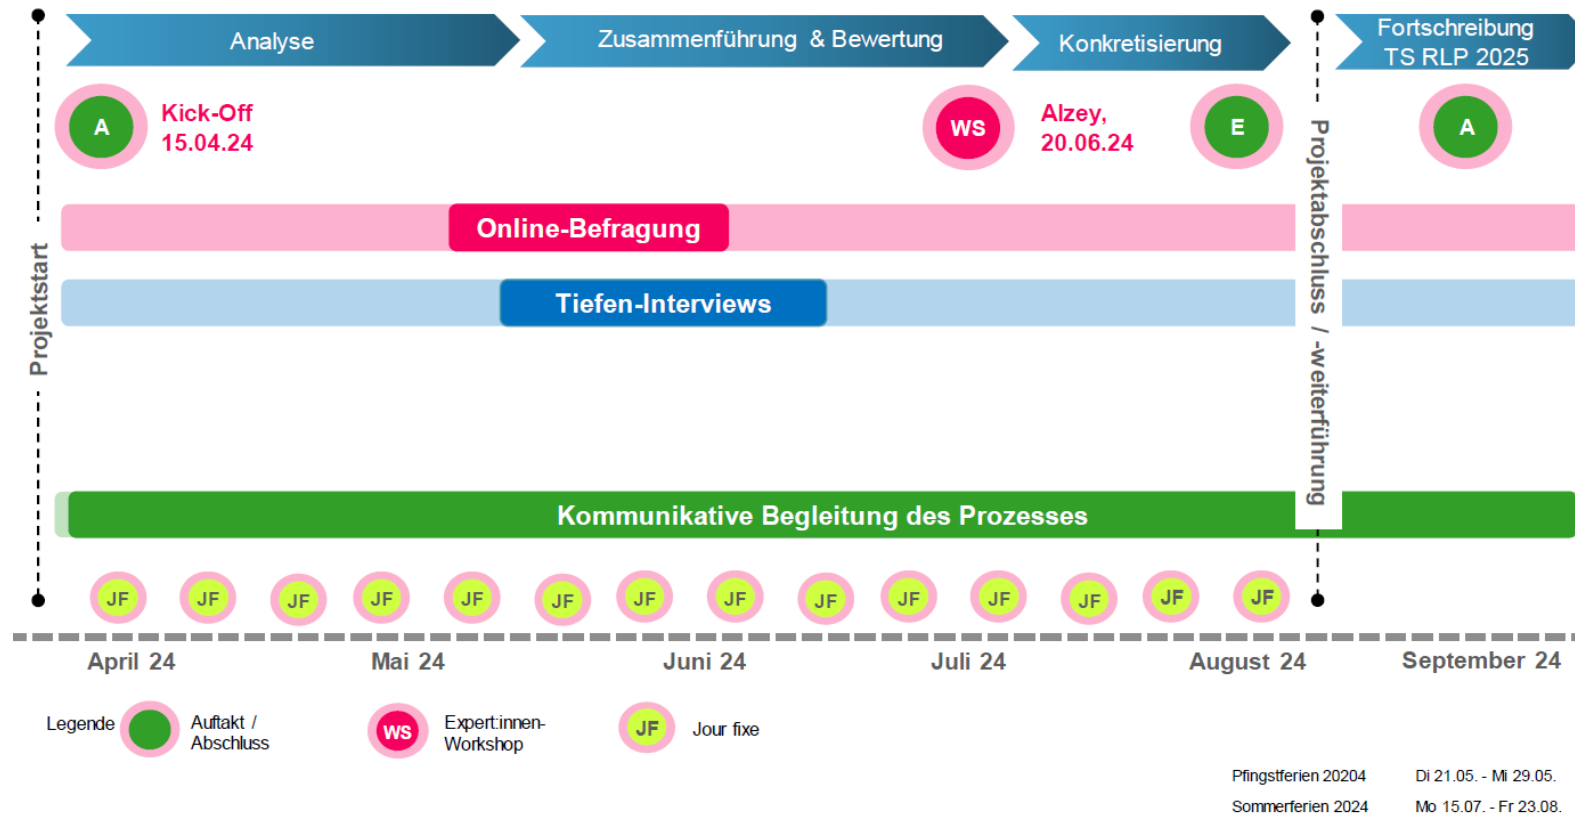 Analyse
Zusammenführung & Bewertung
Konkretisierung
Fortschreibung
TS RLP 2025
A
Kick-Off
15.04.24
WS
Alzey,
20.06.24
E
A
Projektstart
Projektabschluss / -weiterführung
Online-Befragung
Tiefen-Interviews
Kommunikative Begleitung des Prozesses
JF JF JF JF JF JF JF JF JF JF JF JF JF JF
April 24 Mai 24 Juni 24 Juli 24 August 24 September 24
Legende
Auftakt /
Abschluss
WS
Expert:innen-
Workshop
JF
Jour fixe
Pfingstferien 20204 Di 21.05. - Mi 29.05.
Sommerferien 2024 Mo 15.07. - Fr 23.08.